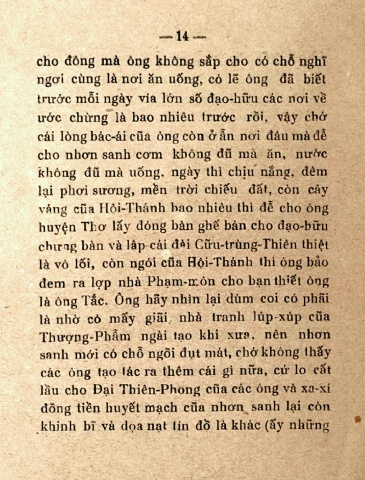 — 14 —
cho đông mà ông không sắp cho có chỗ nghĩ
ngơi cùng là nơi ăn uống, có lẽ ông đã biết
trước mỗi ngày vía lớn số đạo-hữu các nơi về
ước chừng là bao nhiêu trước rồi, vậy chớ
cái lòng bác-ái của ông còn ở ẩn nơi đâu mà để
cho nhơn sanh cơm không đũ mà ăn, nước
không đũ mà uống, ngày thì chịu nắng, đêm
lại phơi sương, mền trời chiếu đất, còn cây
váng của Hội-Thánh bao nhiêu thì để cho ông
huyện Thơ lấy đóng bàn ghế bán cho đạo-hữu
chưng bàn và lập cải đài Cữu-trùng-Thiên thiệt
là vô lối, còn ngói của Hội-Thánh thì ông bảo
đem ra lợp nhà Phạm-môn cho bạn thiết ông
là ông Tắc. Ông hãy nhìn lại dùm coi có phãi
là nhờ có mấy giãi, nhà tranh lúp-xúp của
Thượng-Phẩm ngài tạo khi xưa, nên nhơn
sanh mới có chỗ ngồi đụt mát, chớ không thấy
các ông tạo tác ra thêm cái gì nữa, cứ lo cất
lầu cho Đại Thiên-Phong của các ông và xa-xí
đồng tiền huyết mạch của nhơn sanh lại còn
khinh bĩ và dọa nạt tín đồ là khác (ấy những